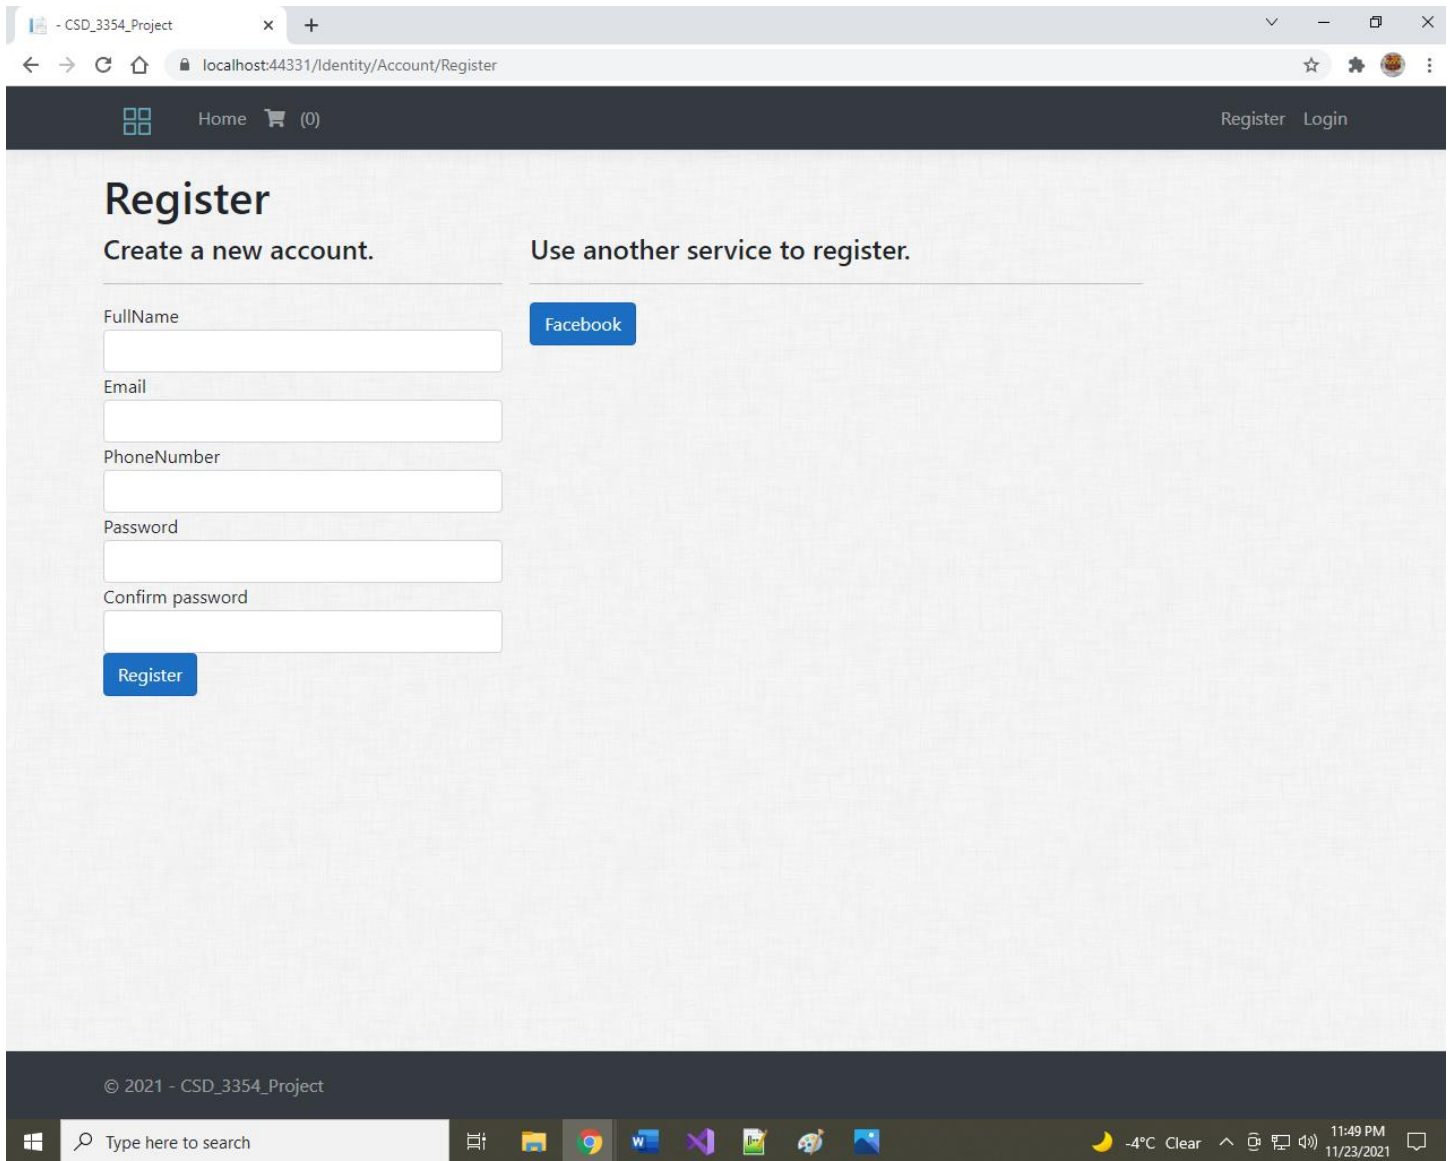 - CSD_3354_Project
localhost:44331/Identity/Account/Register
Home (0) Register Login
Register
Create a new account.
Use another service to register.
FullName
Facebook
Email
PhoneNumber
Password
Confirm password
Register
© 2021 - CSD_3354_Project
Type here to search
-4°C Clear
11:49 PM
11/23/2021